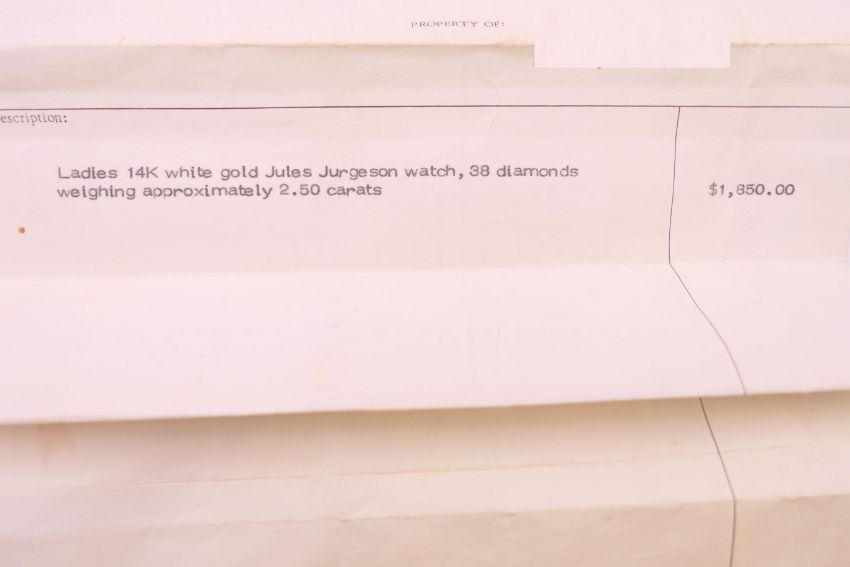 PROPERTY OF:
escription:
Ladies 14K white gold Jules Jurgeson watch, 38 diamonds
weighing approximately 2.50 carats
$1,850.00